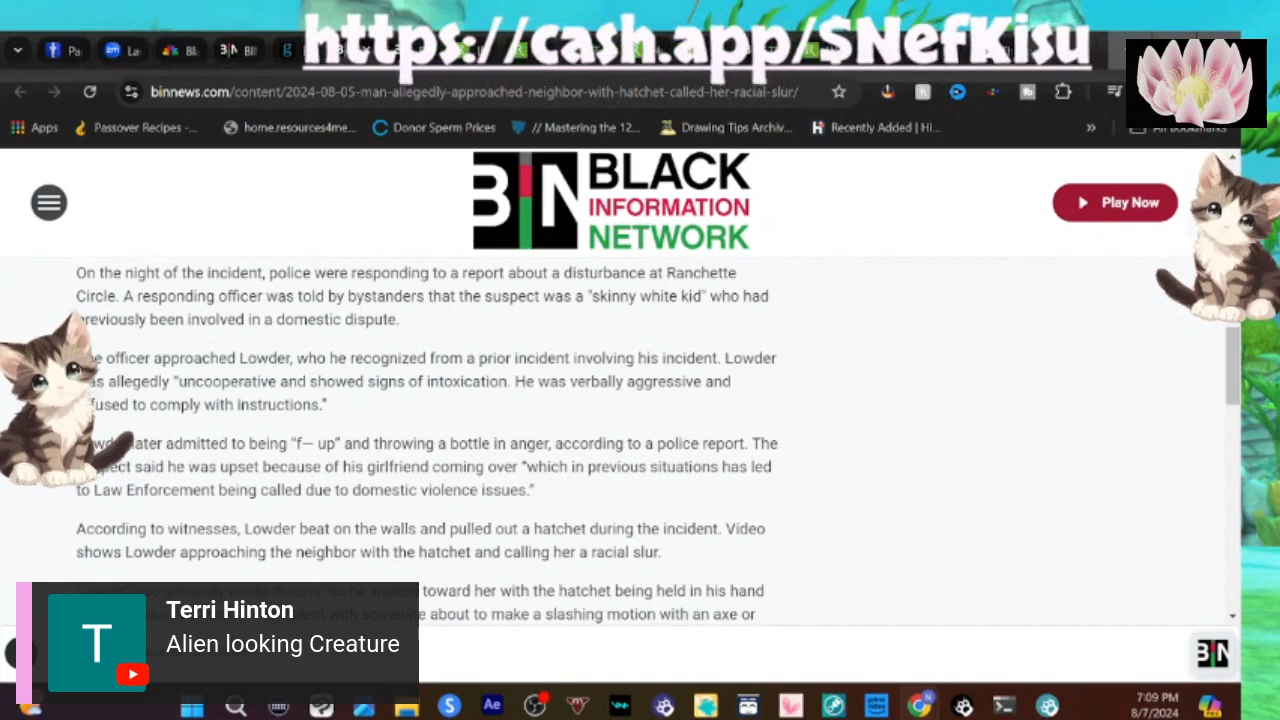 https://cash.app/$NefKisu
binnews.com/content/2024-08-05-man-allegedly-approached-neighbor-with-hatchet-called-her-racial-slur/
Apps
Passover Recipes -...
home.resources4me...
Donor Sperm Prices
// Mastering the 12...
Drawing Tips Archiv...
Recently Added | Hi...
»
All Bookmarks
BIN BLACK
INFORMATION
NETWORK
Play Now
On the night of the incident, police were responding to a report about a disturbance at Ranchette
Circle. A responding officer was told by bystanders that the suspect was a "skinny white kid" who had
previously been involved in a domestic dispute.
officer approached Lowder, who he recognized from a prior incident involving his incident. Lowder
allegedly “uncooperative and showed signs of intoxication. He was verbally aggressive and
to comply with instructions.”
later admitted to being “f— up” and throwing a bottle in anger, according to a police report. The
said he was upset because of his girlfriend coming over “which in previous situations has led
to Law Enforcement being called due to domestic violence issues.”
According to witnesses, Lowder beat on the walls and pulled out a hatchet during the incident. Video
shows Lowder approaching the neighbor with the hatchet and calling her a racial slur.
toward her with the hatchet being held in his hand
with someone about to make a slashing motion with an axe or
T
Terri Hinton
Alien looking Creature
BIN
7:09 PM
8/7/2024